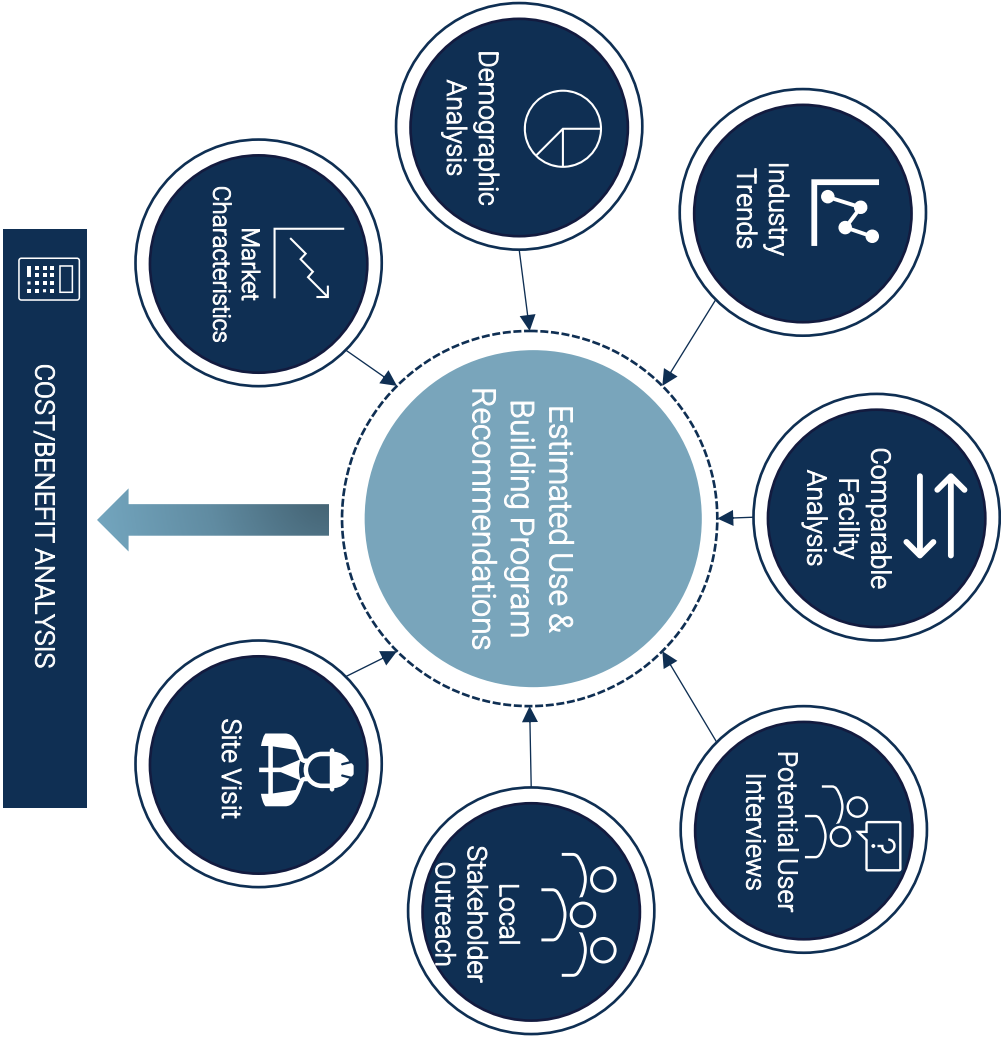 Comparable
Facility
Analysis
Industry
Trends
Potential User
Interviews
Demographic
Analysis
Estimated Use &
Building Program
Recommendations
?
Local
Stakeholder
Outreach
Market
Characteristics
Site Visit
COST/BENEFIT ANALYSIS